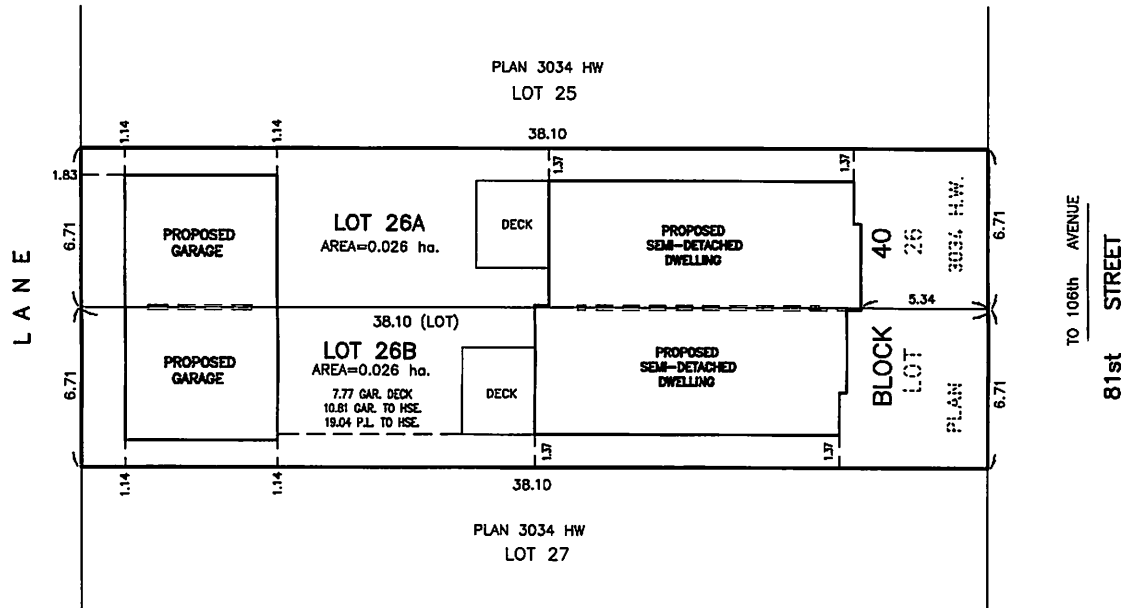 PLAN 3034 HW
LOT 25
1.14
1.14
38.10
1.37
1.37
1.83
6.71
6.71
PROPOSED
GARAGE
LOT 26A
AREA=0.026 ha.
DECK
PROPOSED
SEMI-DETACHED
DWELLING
40
26
3034 H.W.
LANE
38.10 (LOT)
5.34
TO 106th AVENUE
81st STREET
PROPOSED
GARAGE
LOT 26B
AREA=0.026 ha.
7.77 GAR. DECK
10.81 GAR. TO HSE.
19.04 P.L. TO HSE.
DECK
PROPOSED
SEMI-DETACHED
DWELLING
BLOCK
LOT
PLAN
6.71
6.71
1.14
1.14
1.37
1.37
38.10
PLAN 3034 HW
LOT 27